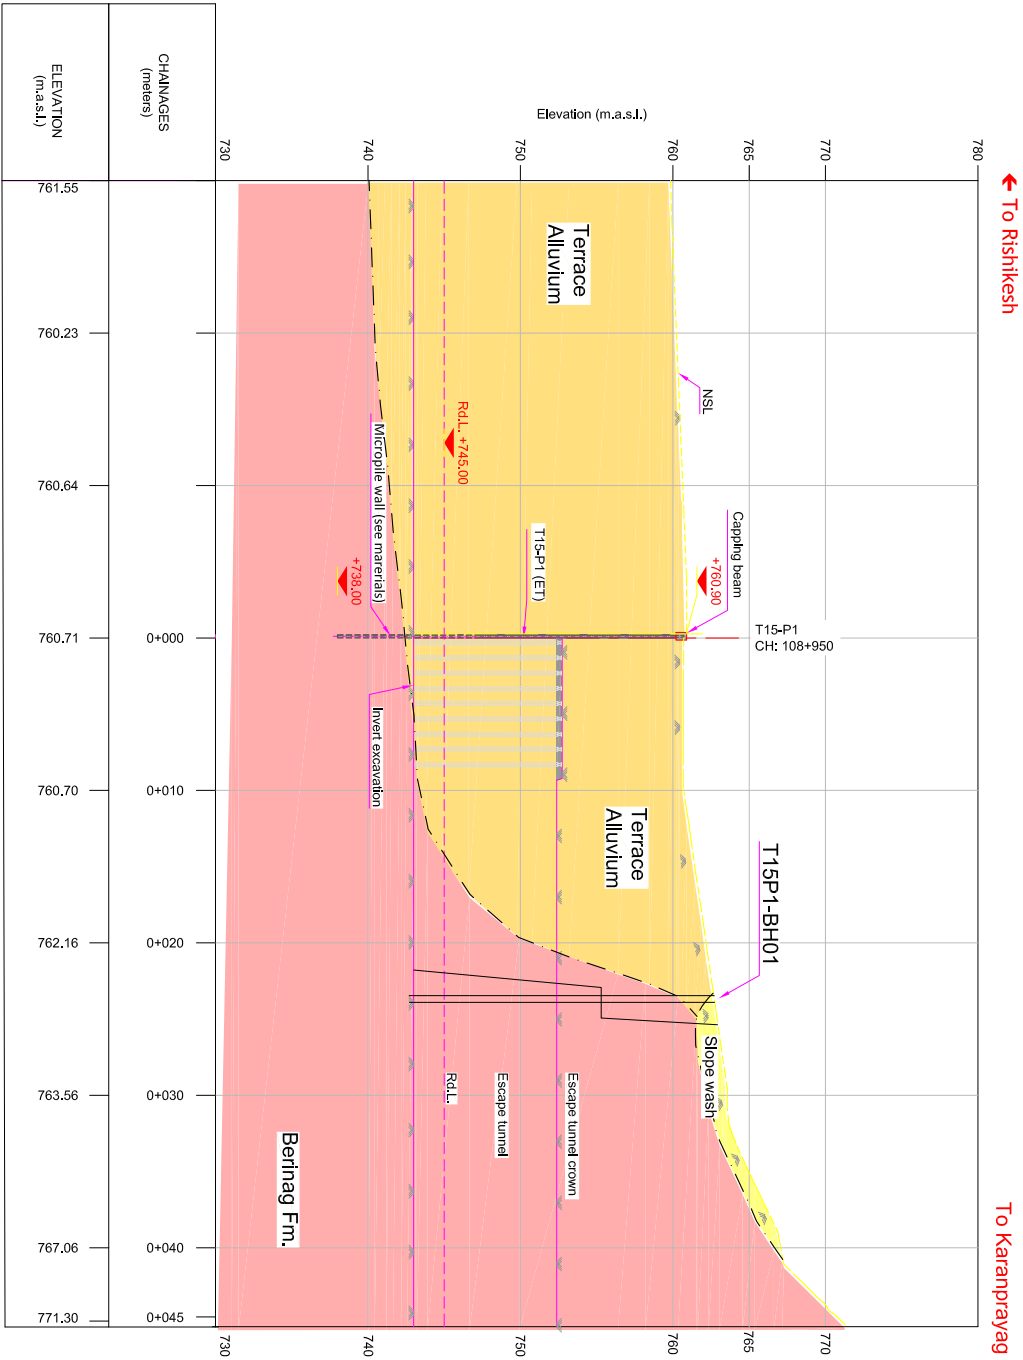 ← To Rishikesh
To Karanprayag
Elevation (m.a.s.l.)
780
770
765
760
750
740
730
780
770
765
760
750
740
730
NSL
Capping beam
+760.90
T15-P1
CH: 108+950
T15P1-BH01
Terrace
Alluvium
Terrace
Alluvium
Slope wash
T15-P1 (ET)
Rd.L. +745.00
Micropile wall (see marerials)
+738.00
Invert excavation
Escape tunnel crown
Escape tunnel
Rd.L.
Berinag Fm.
CHAINAGES
(meters)
0+000
0+010
0+020
0+030
0+040
0+045
ELEVATION
(m.a.s.l.)
761.55
760.23
760.64
760.71
760.70
762.16
763.56
767.06
771.30